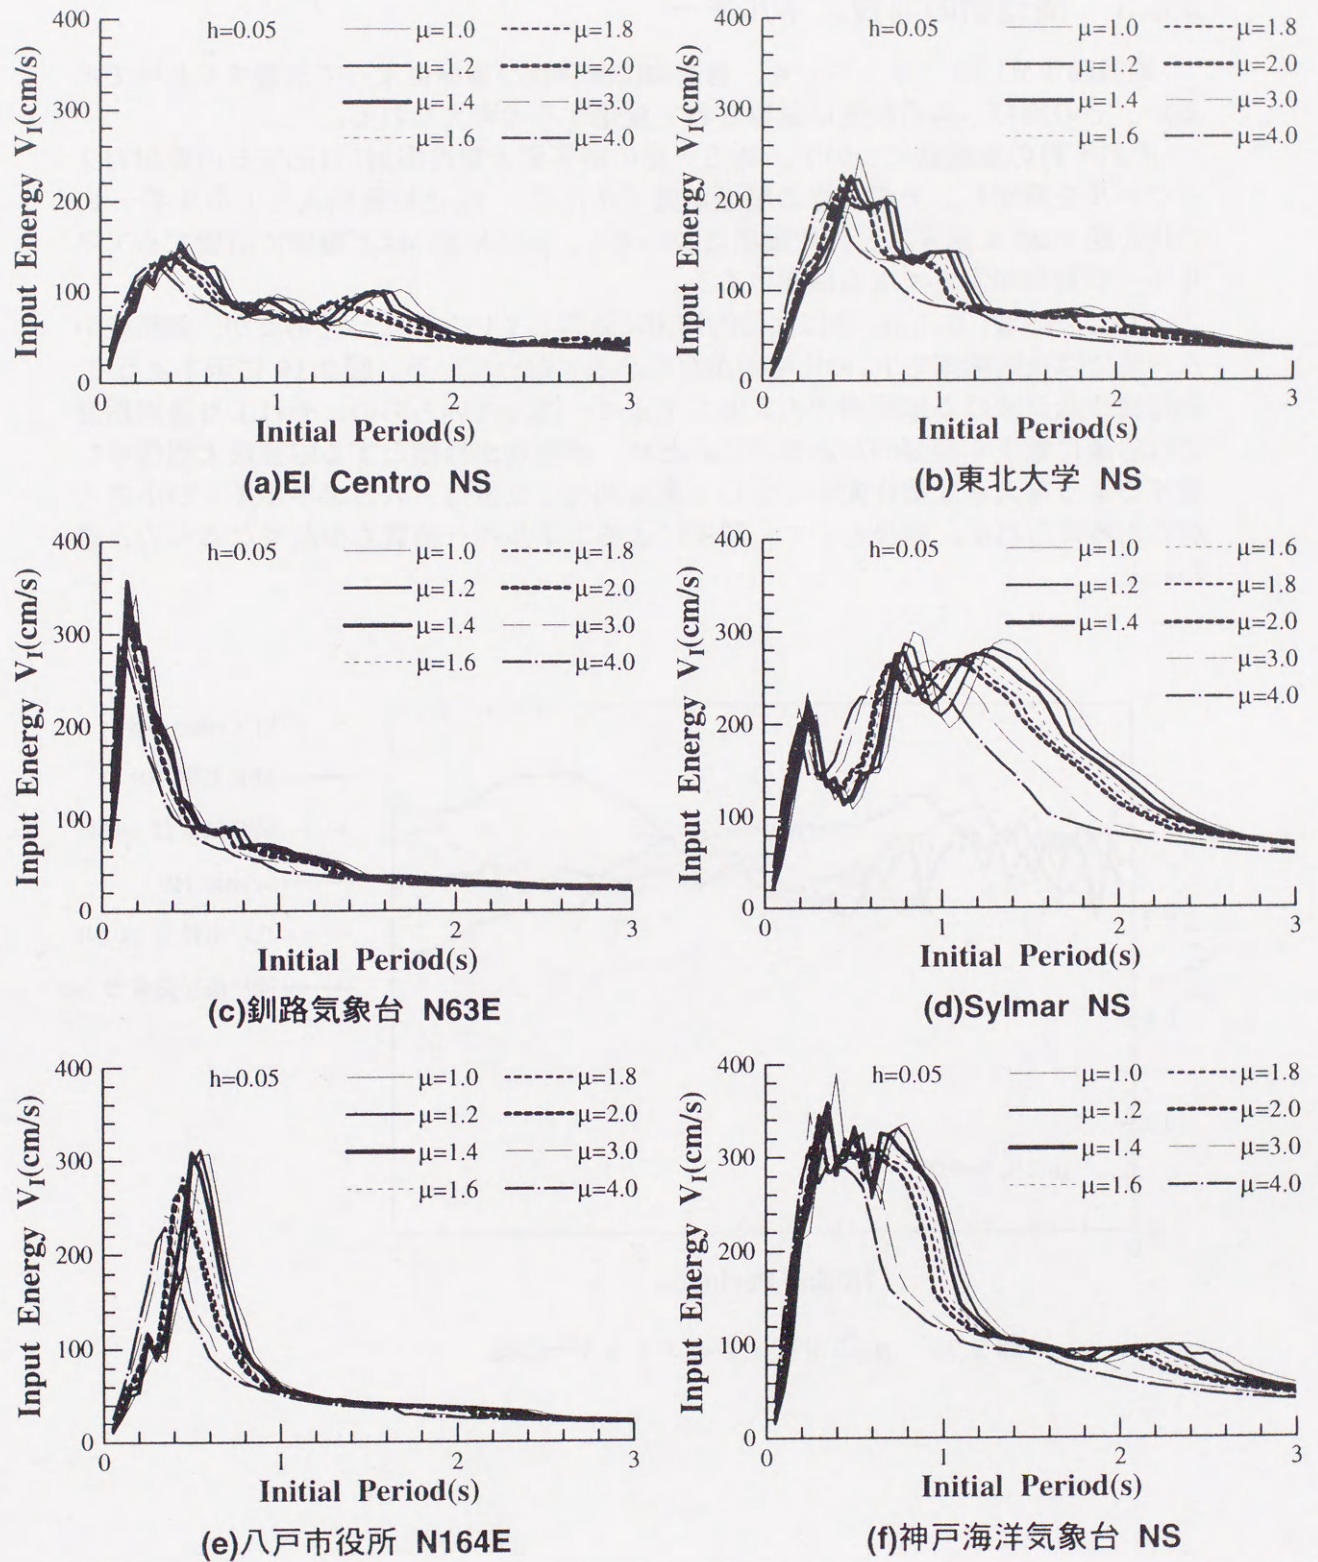 400
300
200
100
0
Input Energy V_I(cm/s)
h=0.05
μ=1.0
μ=1.2
μ=1.4
μ=1.6
μ=1.8
μ=2.0
μ=3.0
μ=4.0
0
1
2
3
Initial Period(s)
(a)El Centro NS
400
300
200
100
0
Input Energy V_I(cm/s)
h=0.05
μ=1.0
μ=1.2
μ=1.4
μ=1.6
μ=1.8
μ=2.0
μ=3.0
μ=4.0
0
1
2
3
Initial Period(s)
(b)東北大学 NS
400
300
200
100
0
Input Energy V_I(cm/s)
h=0.05
μ=1.0
μ=1.2
μ=1.4
μ=1.6
μ=1.8
μ=2.0
μ=3.0
μ=4.0
0
1
2
3
Initial Period(s)
(c)釧路気象台 N63E
400
300
200
100
0
Input Energy V_I(cm/s)
h=0.05
μ=1.0
μ=1.2
μ=1.4
μ=1.6
μ=1.8
μ=2.0
μ=3.0
μ=4.0
0
1
2
3
Initial Period(s)
(d)Sylmar NS
400
300
200
100
0
Input Energy V_I(cm/s)
h=0.05
μ=1.0
μ=1.2
μ=1.4
μ=1.6
μ=1.8
μ=2.0
μ=3.0
μ=4.0
0
1
2
3
Initial Period(s)
(e)八戸市役所 N164E
400
300
200
100
0
Input Energy V_I(cm/s)
h=0.05
μ=1.0
μ=1.2
μ=1.4
μ=1.6
μ=1.8
μ=2.0
μ=3.0
μ=4.0
0
1
2
3
Initial Period(s)
(f)神戸海洋気象台 NS